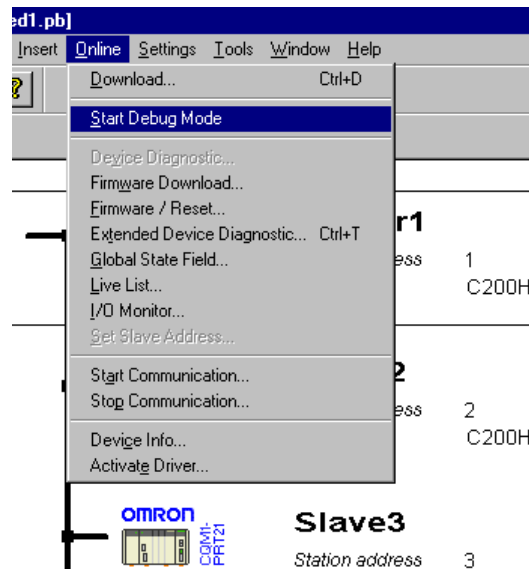 ed1.pb]
Insert Online Settings Tools Window Help
Download... Ctrl+D
Start Debug Mode
Device Diagnostic...
Firmware Download...
Firmware / Reset...
Extended Device Diagnostic... Ctrl+T
Global State Field...
Live List...
I/O Monitor...
Set Slave Address...
Start Communication...
Stop Communication...
Device Info...
Activate Driver...
r1
ess 1
C200H
2
ess 2
C200H
OMRON
CQM1-
PRT21
Slave3
Station address 3